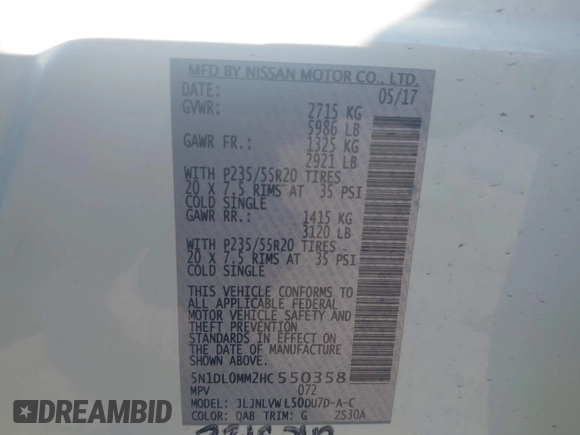 MFD BY NISSAN MOTOR CO., LTD.
DATE: 05/17
GVWR: 2715 KG
5986 LB
GAWR FR.: 1325 KG
2921 LB
WITH P235/55R20 TIRES
20 X 7.5 RIMS AT 35 PSI
COLD SINGLE
GAWR RR.: 1415 KG
3120 LB
WITH P235/55R20 TIRES
20 X 7.5 RIMS AT 35 PSI
COLD SINGLE
THIS VEHICLE CONFORMS TO
ALL APPLICABLE FEDERAL
MOTOR VEHICLE SAFETY AND
THEFT PREVENTION
STANDARDS IN EFFECT ON
THE DATE OF MANUFACTURE
SHOWN ABOVE.
5N1DL0MM2HC550358
MPV 072
MODEL: JLJNLVWL50DU7D-A-C
COLOR: QAB TRIM: G 2S30A